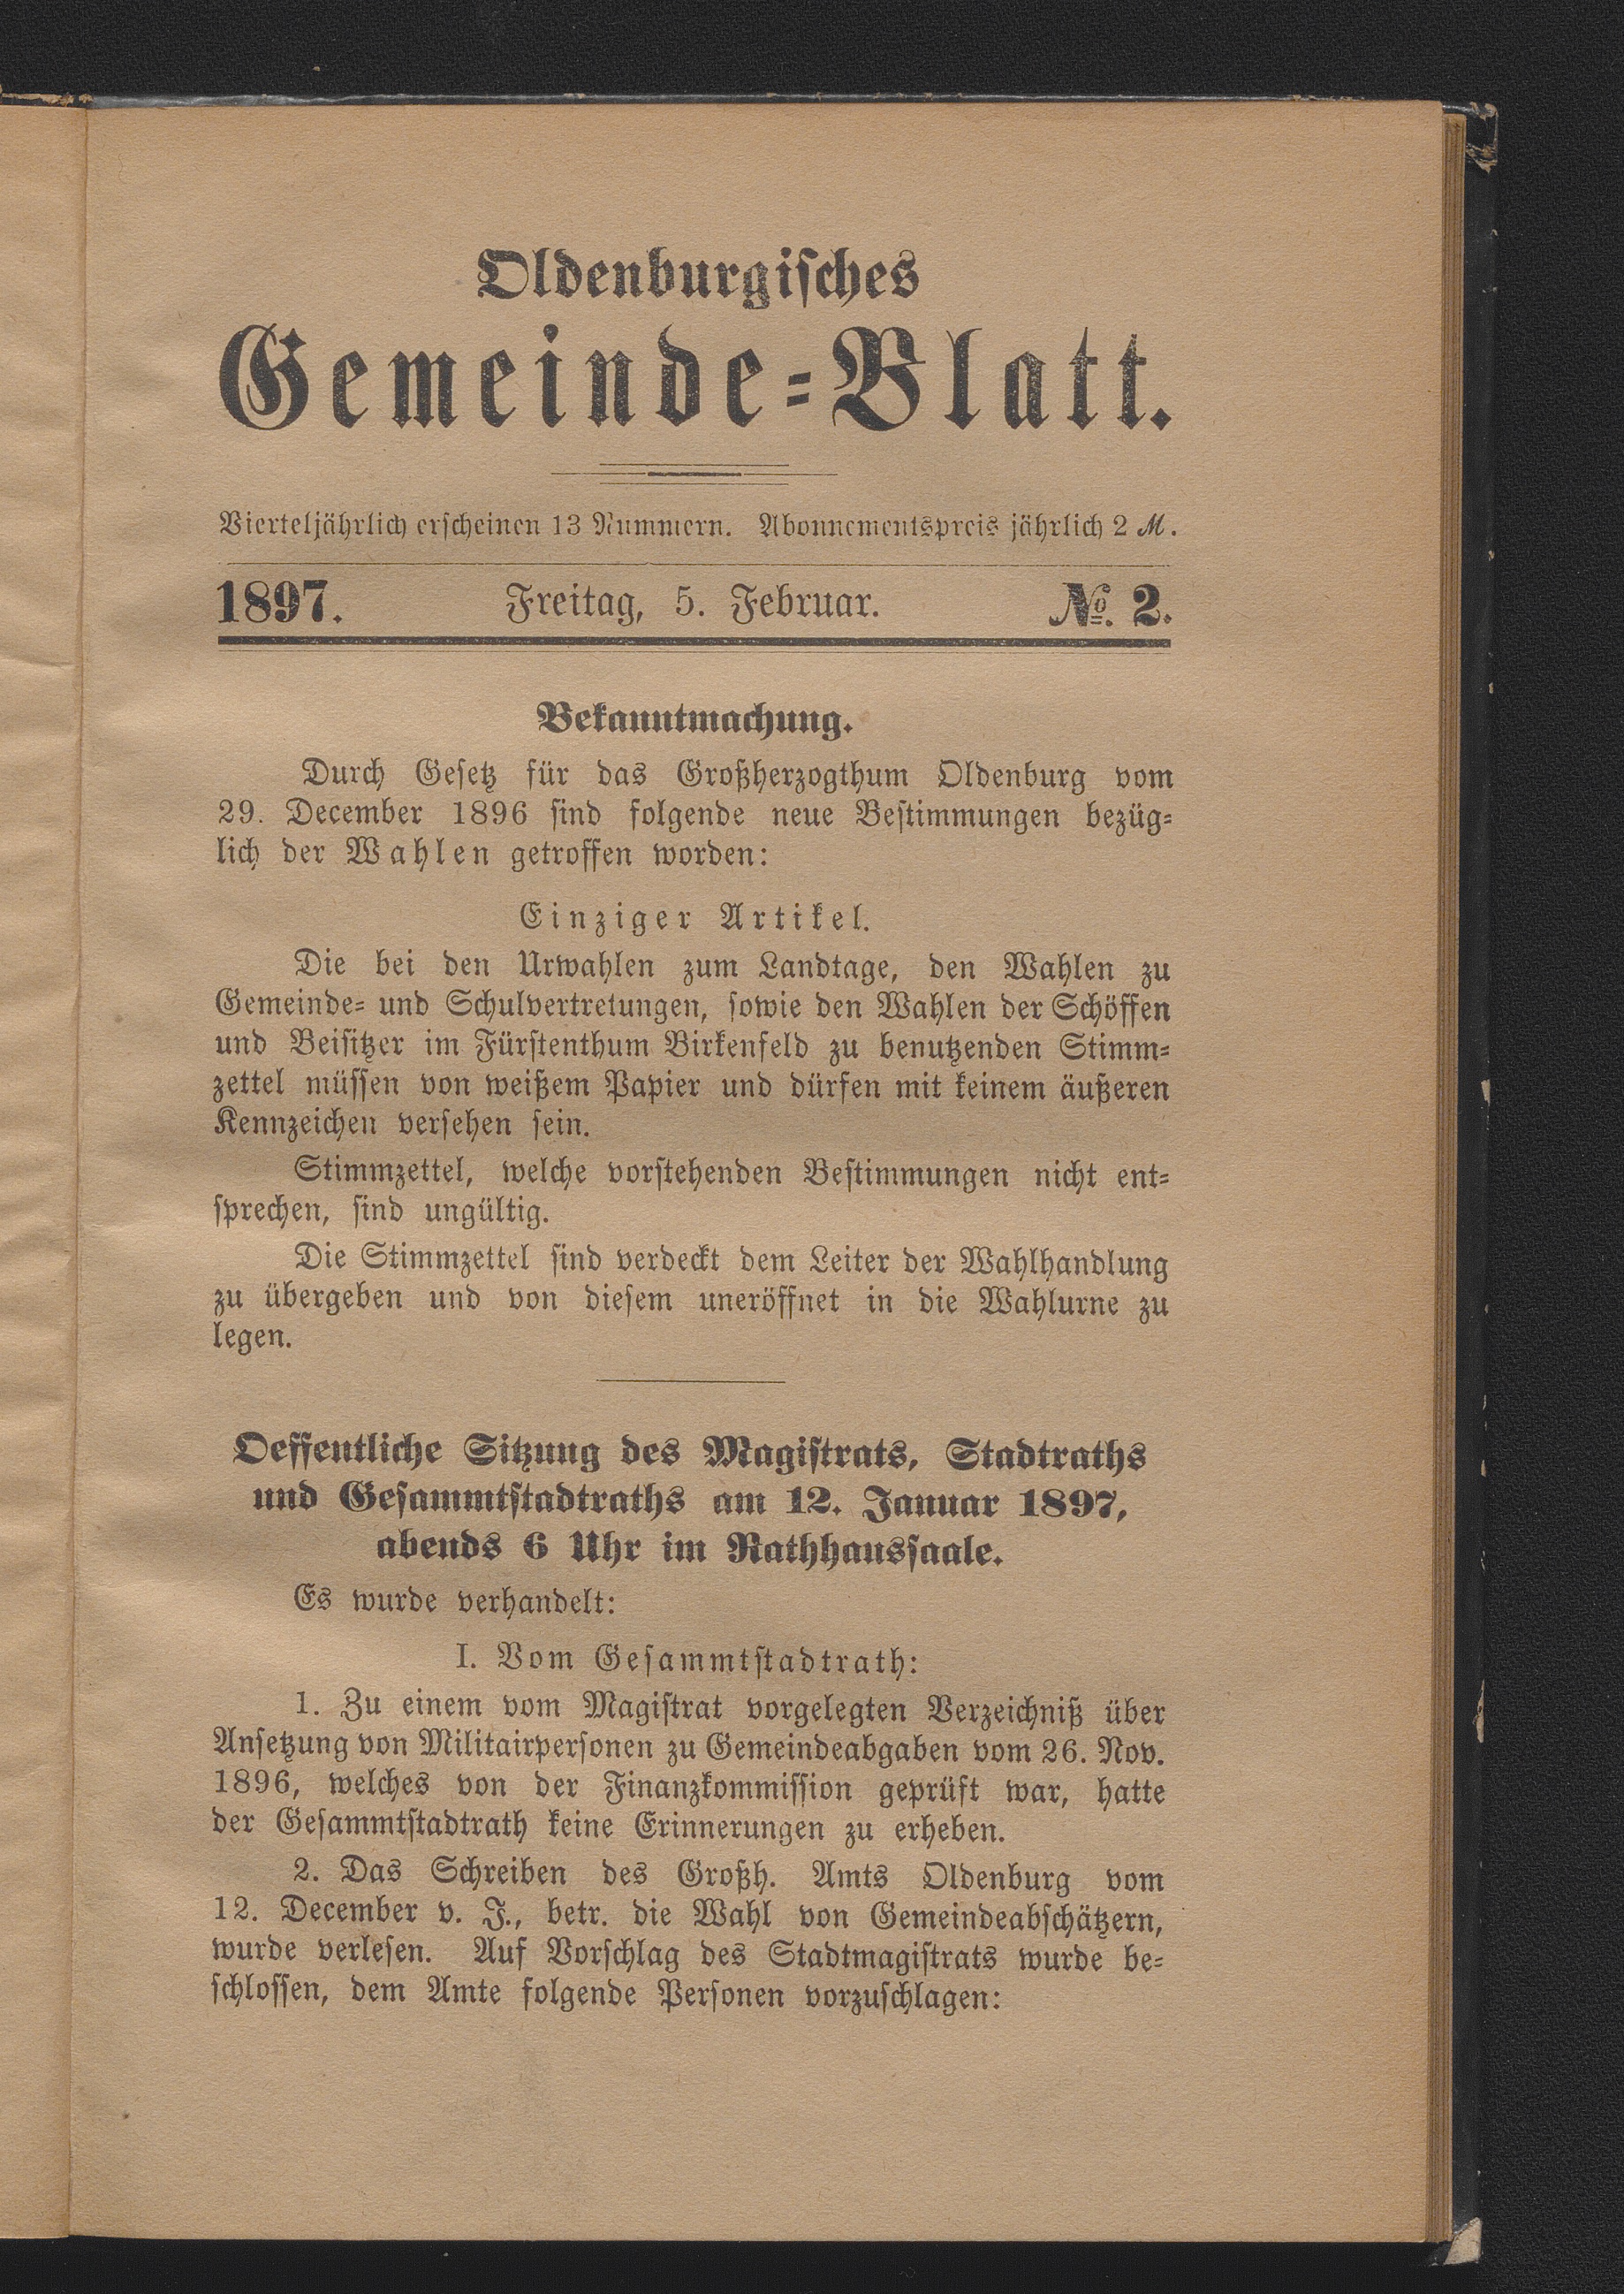 Oldenburgisches
Gemeinde-Blatt.
Vierteljährlich erscheinen 13 Nummern. Abonnementspreis jährlich 2 M.
1897. Freitag, 5. Februar. №. 2.
Bekanntmachung.
Durch Gesetz für das Großherzogthum Oldenburg vom
29. December 1896 sind folgende neue Bestimmungen bezüg-
lich der Wahlen getroffen worden:
Einziger Artikel.
Die bei den Urwahlen zum Landtage, den Wahlen zu
Gemeinde- und Schulvertretungen, sowie den Wahlen der Schöffen
und Beisitzer im Fürstenthum Birkenfeld zu benutzenden Stimm-
zettel müssen von weißem Papier und dürfen mit keinem äußeren
Kennzeichen versehen sein.
Stimmzettel, welche vorstehenden Bestimmungen nicht ent-
sprechen, sind ungültig.
Die Stimmzettel sind verdeckt dem Leiter der Wahlhandlung
zu übergeben und von diesem uneröffnet in die Wahlurne zu
legen.
Oeffentliche Sitzung des Magistrats, Stadtraths
und Gesammtstadtraths am 12. Januar 1897,
abends 6 Uhr im Rathhaussaale.
Es wurde verhandelt:
I. Vom Gesammtstadtrath:
1. Zu einem vom Magistrat vorgelegten Verzeichniß über
Ansetzung von Militairpersonen zu Gemeindeabgaben vom 26. Nov.
1896, welches von der Finanzkommission geprüft war, hatte
der Gesammtstadtrath keine Erinnerungen zu erheben.
2. Das Schreiben des Großh. Amts Oldenburg vom
12. December v. J., betr. die Wahl von Gemeindeabschätzern,
wurde verlesen. Auf Vorschlag des Stadtmagistrats wurde be-
schlossen, dem Amte folgende Personen vorzuschlagen: